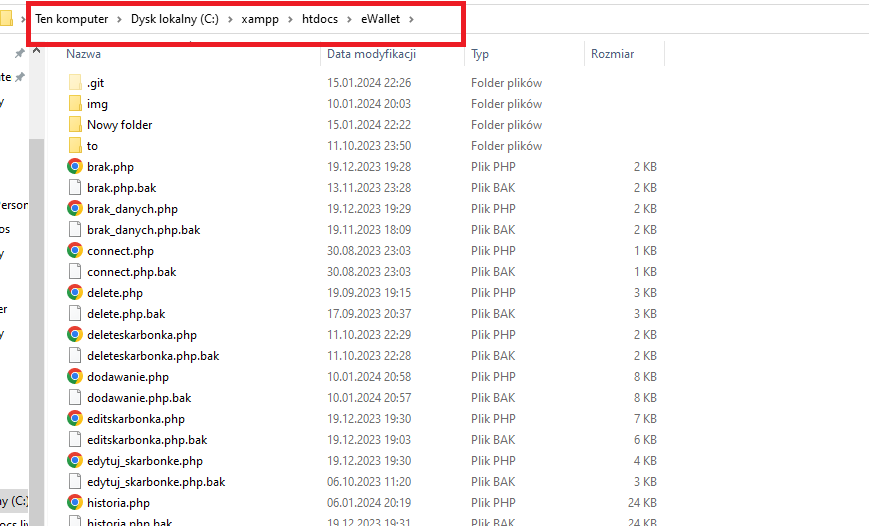 Ten komputer > Dysk lokalny (C:) > xampp > htdocs > eWallet >
Nazwa Data modyfikacji Typ Rozmiar
.git 15.01.2024 22:26 Folder plików
img 10.01.2024 20:03 Folder plików
Nowy folder 15.01.2024 22:22 Folder plików
to 11.10.2023 23:50 Folder plików
brak.php 19.12.2023 19:28 Plik PHP 2 KB
brak.php.bak 13.11.2023 23:28 Plik BAK 2 KB
brak_danych.php 19.12.2023 19:29 Plik PHP 2 KB
brak_danych.php.bak 19.11.2023 18:09 Plik BAK 2 KB
connect.php 30.08.2023 23:03 Plik PHP 1 KB
connect.php.bak 30.08.2023 23:03 Plik BAK 1 KB
delete.php 19.09.2023 19:15 Plik PHP 3 KB
delete.php.bak 17.09.2023 20:37 Plik BAK 3 KB
deleteskarbonka.php 11.10.2023 22:29 Plik PHP 2 KB
deleteskarbonka.php.bak 11.10.2023 22:28 Plik BAK 2 KB
dodawanie.php 10.01.2024 20:58 Plik PHP 8 KB
dodawanie.php.bak 10.01.2024 20:57 Plik BAK 8 KB
editskarbonka.php 19.12.2023 19:30 Plik PHP 7 KB
editskarbonka.php.bak 19.12.2023 19:03 Plik BAK 6 KB
edytuj_skarbonke.php 19.12.2023 19:30 Plik PHP 4 KB
edytuj_skarbonke.php.bak 06.10.2023 11:20 Plik BAK 3 KB
historia.php 06.01.2024 20:19 Plik PHP 24 KB
historia.php.bak 19.12.2023 19:31 Plik BAK 24 KB